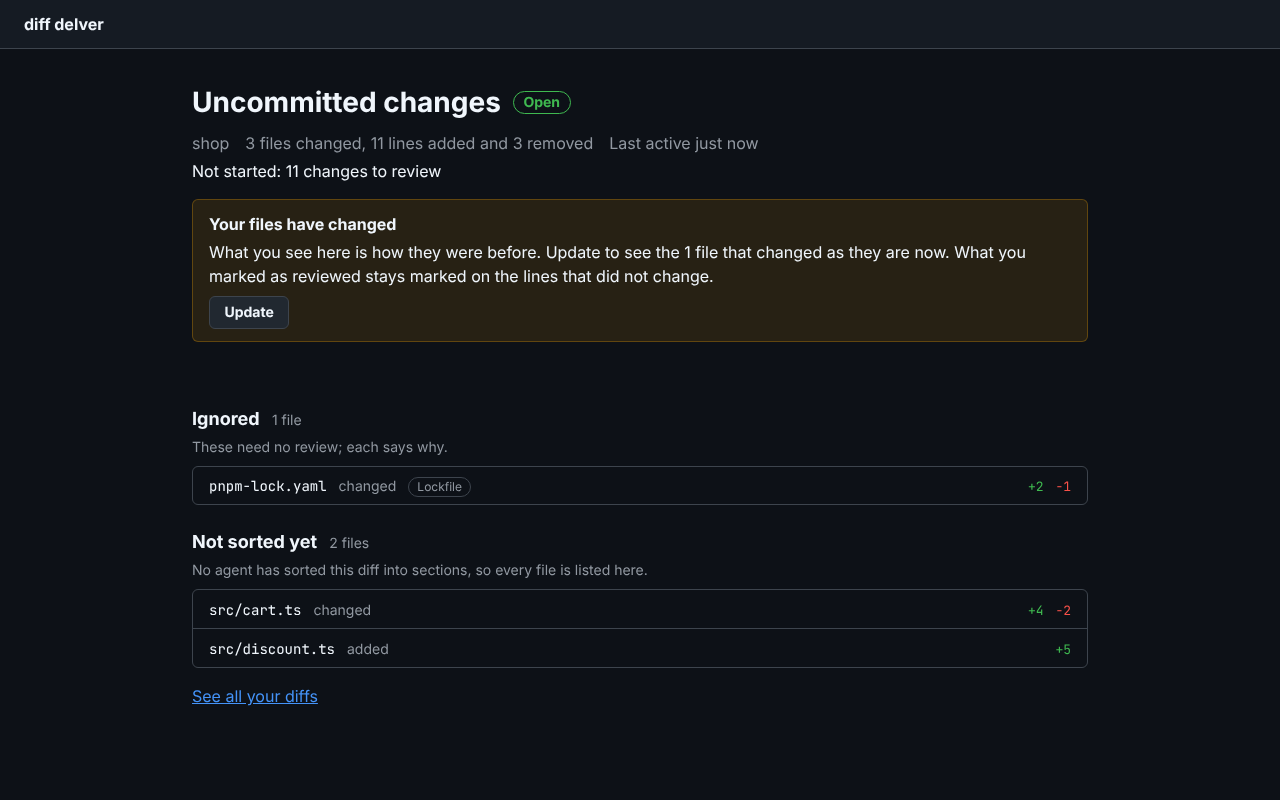 diff delver
Uncommitted changes Open
shop 3 files changed, 11 lines added and 3 removed Last active just now
Not started: 11 changes to review
Your files have changed
What you see here is how they were before. Update to see the 1 file that changed as they are now. What you
marked as reviewed stays marked on the lines that did not change.
Update
Ignored 1 file
These need no review; each says why.
pnpm-lock.yaml changed Lockfile +2 -1
Not sorted yet 2 files
No agent has sorted this diff into sections, so every file is listed here.
src/cart.ts changed +4 -2
src/discount.ts added +5
See all your diffs